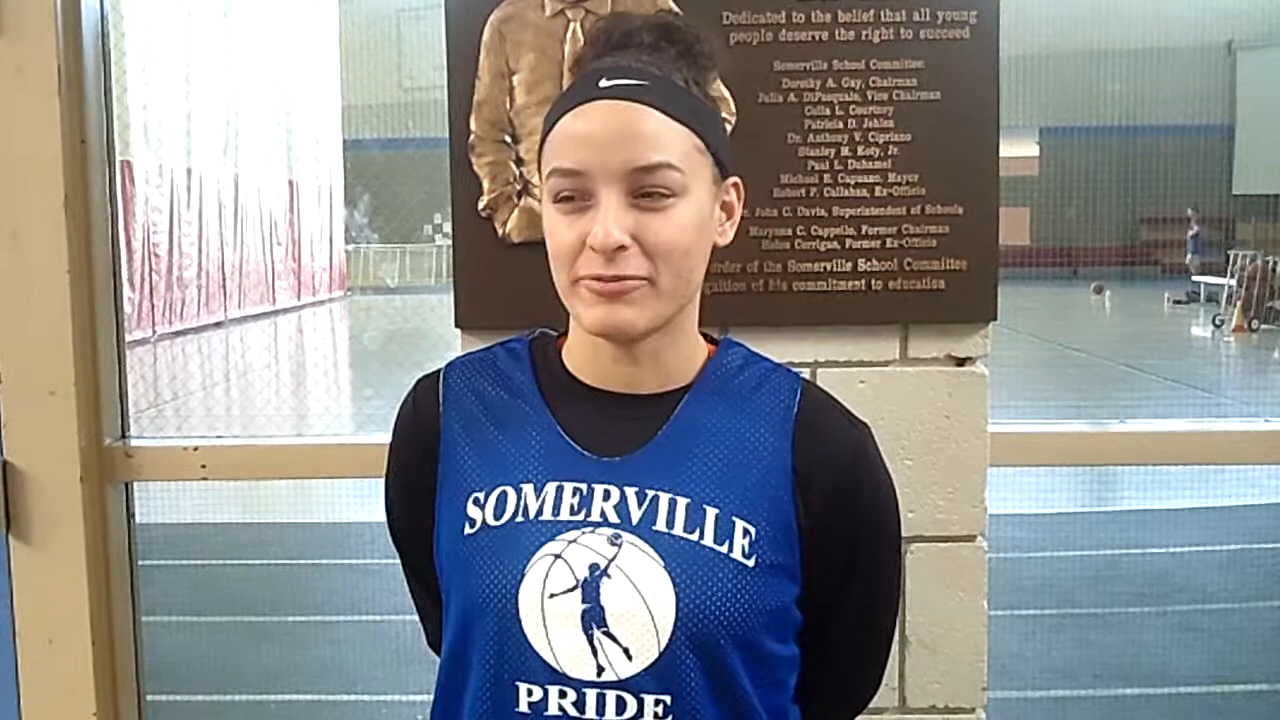 Dedicated to the belief that all young
people deserve the right to succeed
Somerville School Committee
Dorothy A. Gay, Chairman
Julia A. DiPasquale, Vice Chairman
Celia L. Courtney
Patricia D. Jehlen
Dr. Anthony V. Cipriano
Stanley M. Koty, Jr.
Paul L. Duhamel
Michael E. Capuano, Mayor
Robert P. Callahan, Ex-Officio
John C. Davis, Superintendent of Schools
Maryann C. Cappello, Former Chairman
Helen Corrigan, Former Ex-Officio
of the Somerville School Committee
of his commitment to education
SOMERVILLE
PRIDE